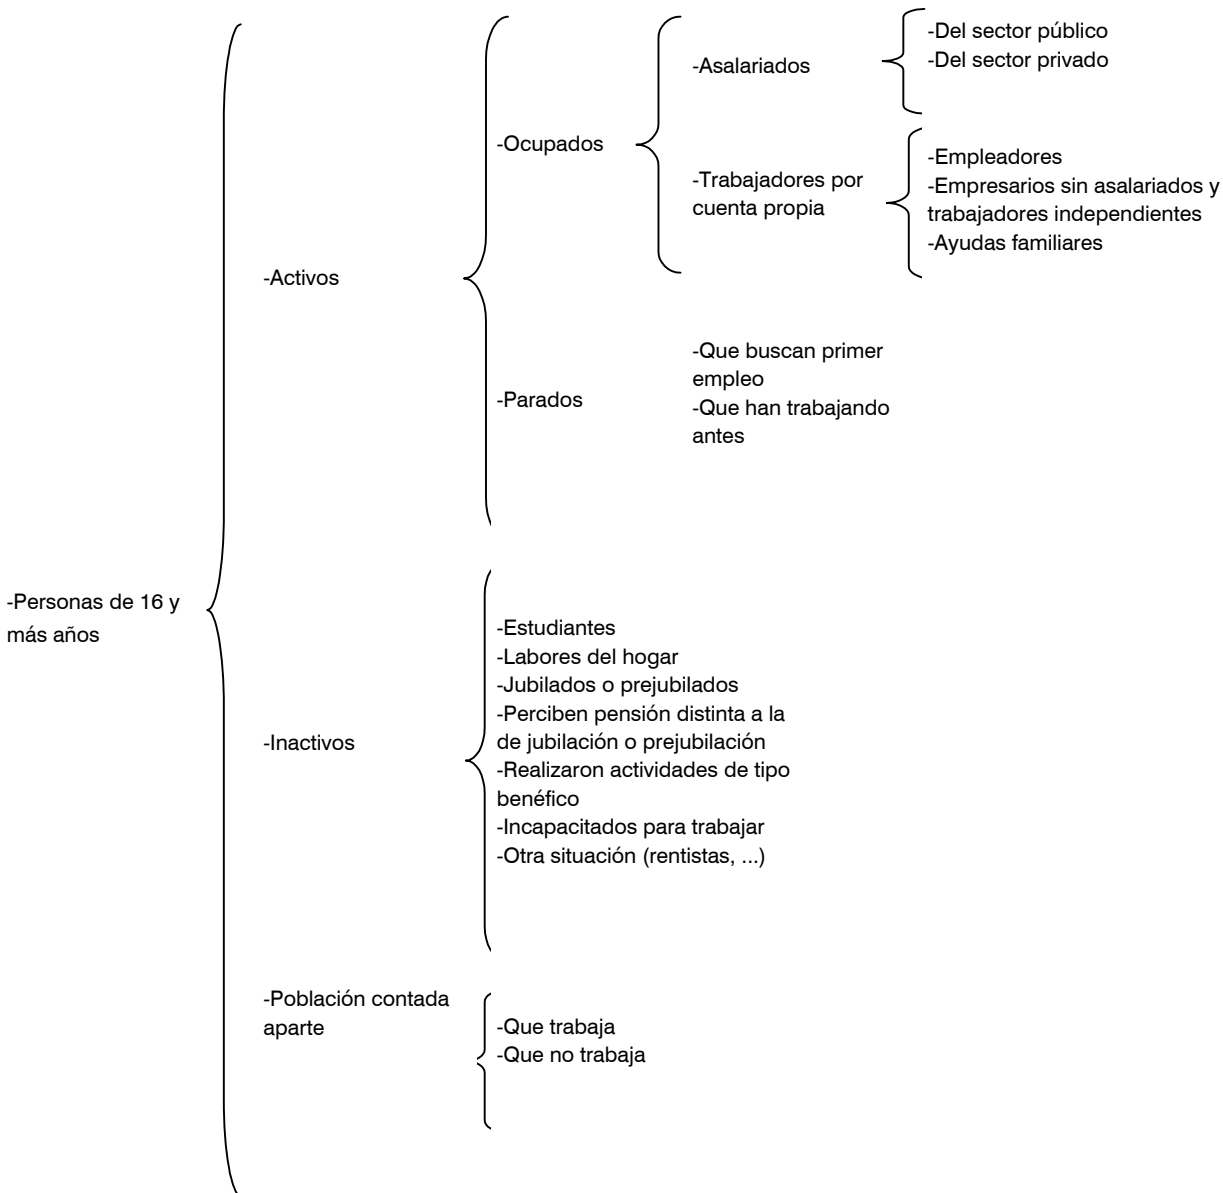 -Personas de 16 y
más años
-Activos
-Ocupados
-Asalariados
-Del sector público
-Del sector privado
-Trabajadores por
cuenta propia
-Empleadores
-Empresarios sin asalariados y
trabajadores independientes
-Ayudas familiares
-Parados
-Que buscan primer
empleo
-Que han trabajando
antes
-Inactivos
-Estudiantes
-Labores del hogar
-Jubilados o prejubilados
-Perciben pensión distinta a la
de jubilación o prejubilación
-Realizaron actividades de tipo
benéfico
-Incapacitados para trabajar
-Otra situación (rentistas, ...)
-Población contada
aparte
-Que trabaja
-Que no trabaja